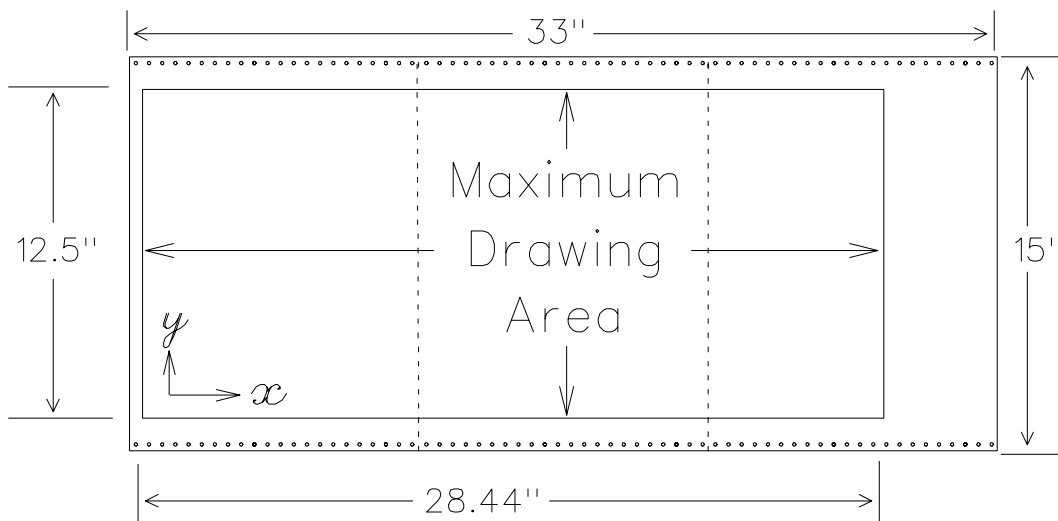 33"
Maximum
Drawing
Area
12.5"
15'
y
x
28.44"